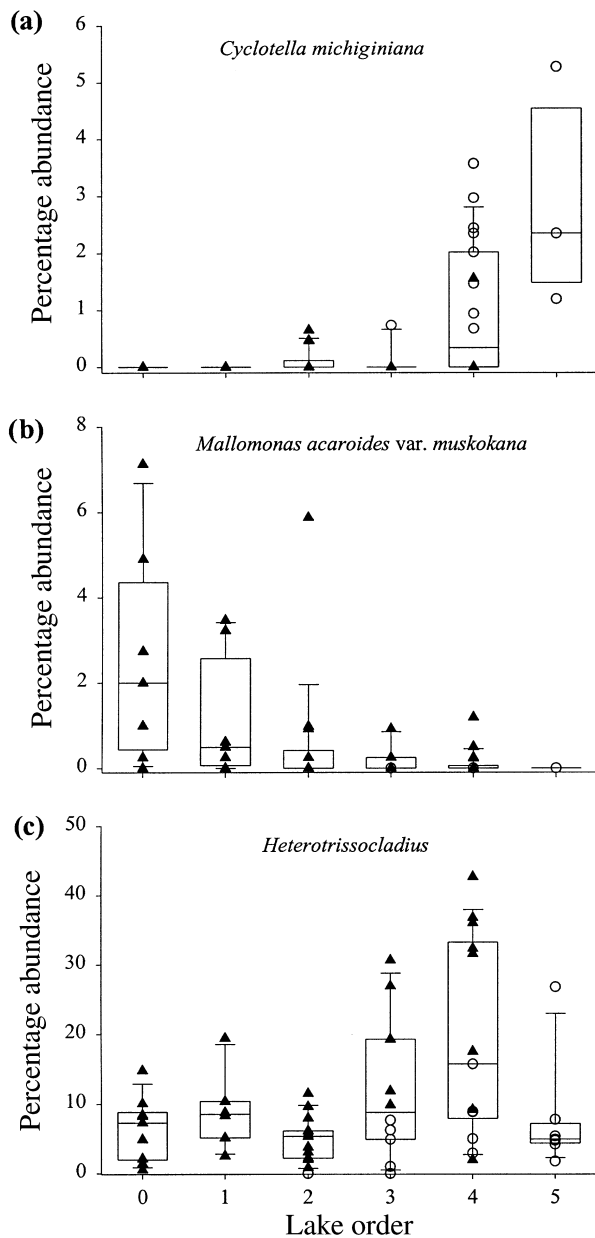 (a)
Cyclotella michiginiana
Percentage abundance
6
5
4
3
2
1
0
(b)
Mallomonas acaroides var. muskokana
Percentage abundance
8
6
4
2
0
(c)
Heterotrissocladius
Percentage abundance
50
40
30
20
10
0
0 1 2 3 4 5
Lake order